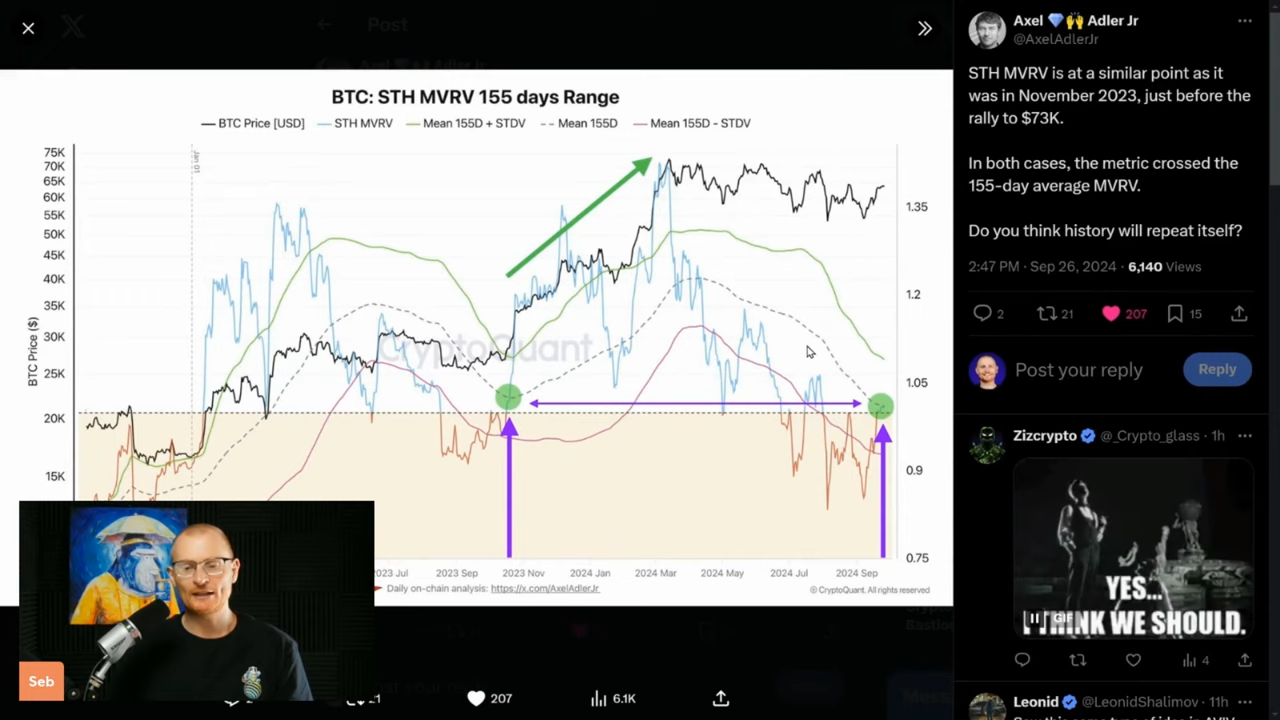 Post
BTC: STH MVRV 155 days Range
BTC Price [USD] STH MVRV Mean 155D + STDV Mean 155D Mean 155D - STDV
75K
70K
65K
60K
55K
50K
45K
40K
35K
30K
25K
20K
15K
BTC Price ($)
1.35
1.2
1.05
0.9
0.75
CryptoQuant
2023 Jul 2023 Sep 2023 Nov 2024 Jan 2024 Mar 2024 May 2024 Jul 2024 Sep
Daily on-chain analysis: https://x.com/AxelAdlerJr
© CryptoQuant. All rights reserved
Seb
207
6.1K
Axel 💎🙌 Adler Jr
@AxelAdlerJr
STH MVRV is at a similar point as it
was in November 2023, just before the
rally to $73K.
In both cases, the metric crossed the
155-day average MVRV.
Do you think history will repeat itself?
2:47 PM · Sep 26, 2024 · 6,140 Views
2 21 207 15
Post your reply
Reply
Zizcrypto @_Crypto_glass · 1h
YES...
I THINK WE SHOULD.
GIF
4
Leonid @LeonidShalimov · 11h